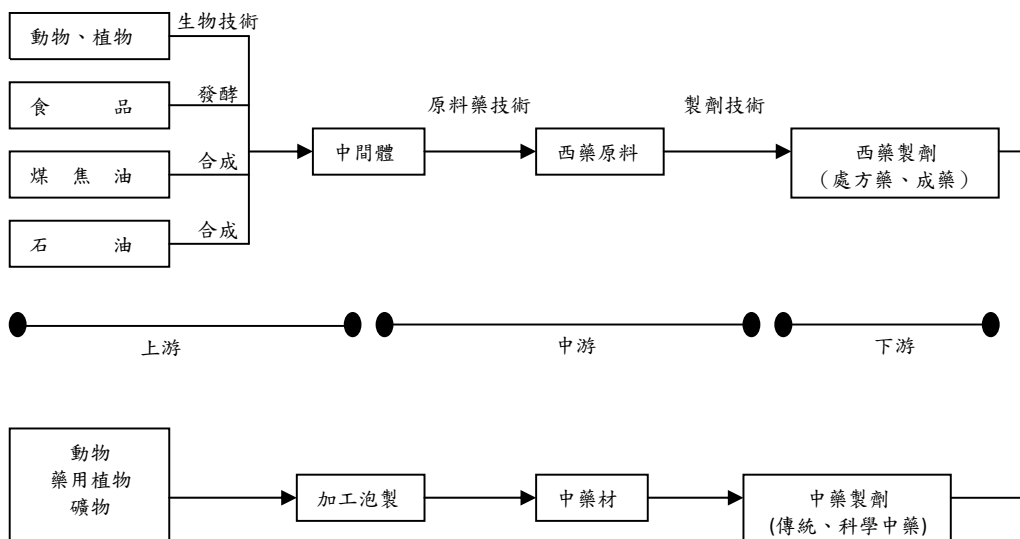 動物、植物
生物技術
食品
發酵
煤焦油
合成
石油
合成
中間體
原料藥技術
西藥原料
製劑技術
西藥製劑
（處方藥、成藥）
上游
中游
下游
動物
藥用植物
礦物
加工泡製
中藥材
中藥製劑
(傳統、科學中藥)